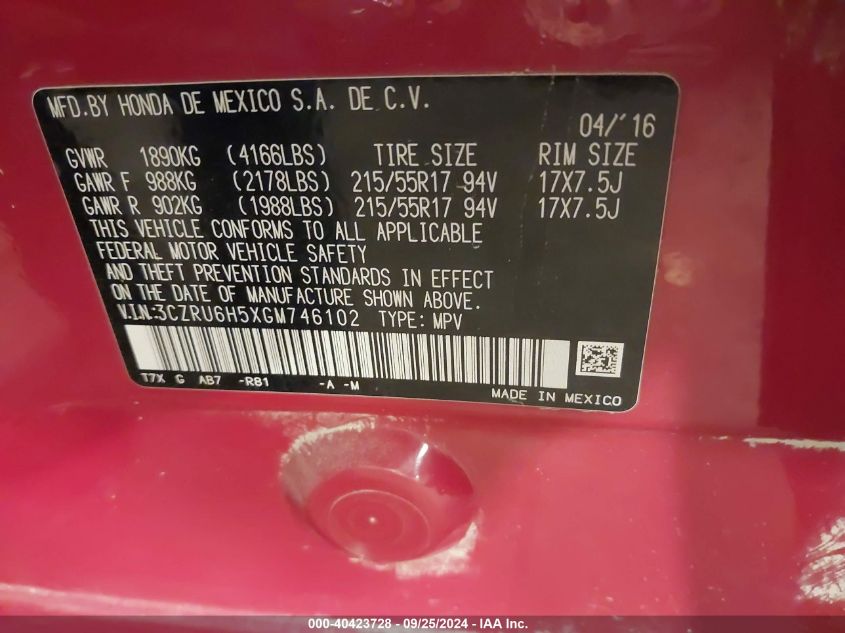 MFD.BY HONDA DE MEXICO S.A. DE C.V.
04/'16
GVWR 1890KG (4166LBS) TIRE SIZE RIM SIZE
GAWR F 988KG (2178LBS) 215/55R17 94V 17X7.5J
GAWR R 902KG (1988LBS) 215/55R17 94V 17X7.5J
THIS VEHICLE CONFORMS TO ALL APPLICABLE
FEDERAL MOTOR VEHICLE SAFETY
AND THEFT PREVENTION STANDARDS IN EFFECT
ON THE DATE OF MANUFACTURE SHOWN ABOVE.
V.I.N:3CZRU6H5XGM746102 TYPE: MPV
T7X G AB7 -R81 -A -M
MADE IN MEXICO
000-40423728 - 09/25/2024 - IAA Inc.